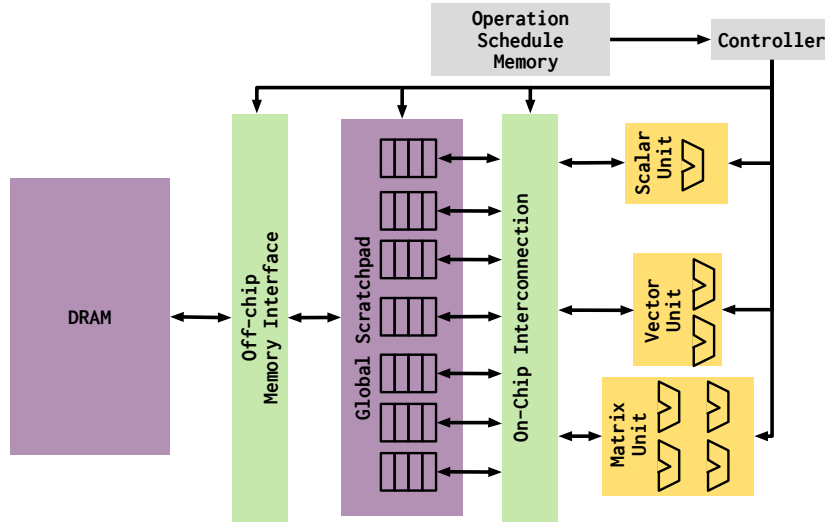 Operation
Schedule
Memory
Controller
DRAM
Off-chip
Memory Interface
Global Scratchpad
On-Chip Interconnection
Scalar
Unit
Vector
Unit
Matrix
Unit